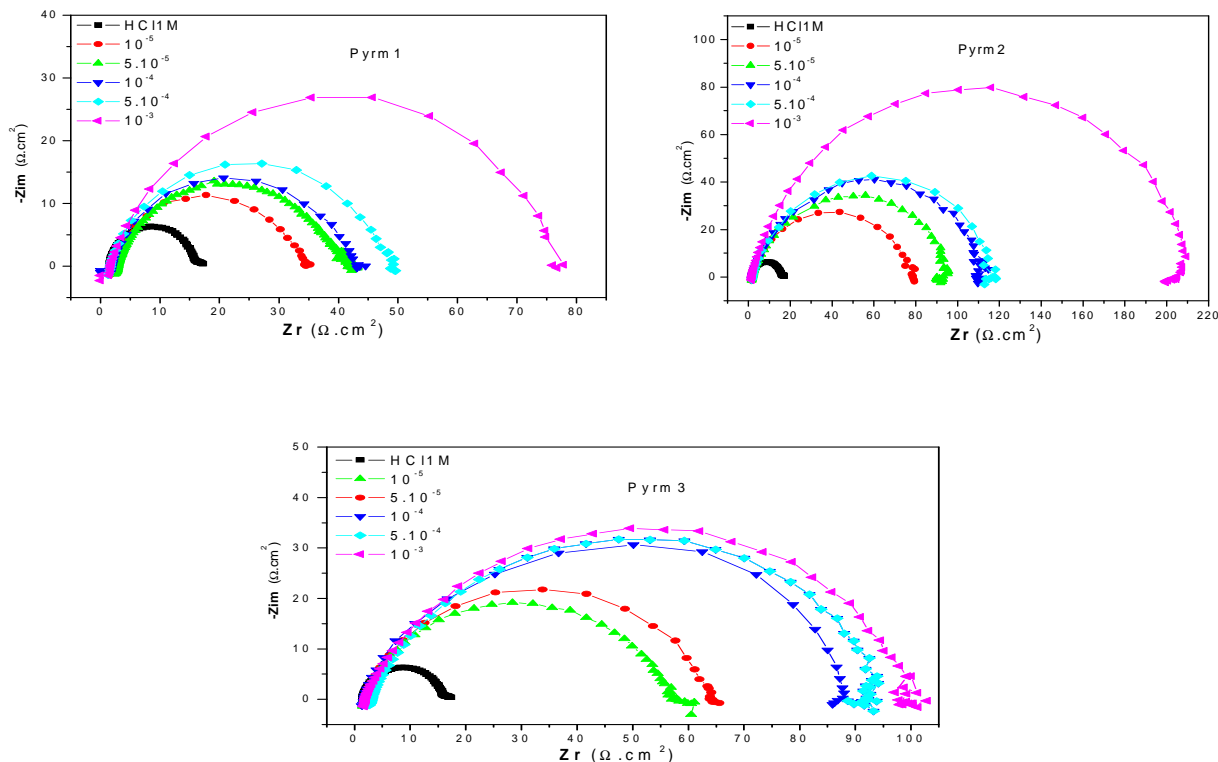 40
30
20
10
0
-Zim (Ω.cm²)
HCl1M
10⁻⁵
5.10⁻⁵
10⁻⁴
5.10⁻⁴
10⁻³
Pyrm 1
0 10 20 30 40 50 60 70 80
Zr (Ω.cm²)
100
80
60
40
20
0
-Zim (Ω.cm²)
HCl1M
10⁻⁵
5.10⁻⁵
10⁻⁴
5.10⁻⁴
10⁻³
Pyrm2
0 20 40 60 80 100 120 140 160 180 200 220
Zr (Ω.cm²)
50
40
30
20
10
0
-Zim (Ω.cm²)
HCl1M
10⁻⁵
5.10⁻⁵
10⁻⁴
5.10⁻⁴
10⁻³
Pyrm 3
0 10 20 30 40 50 60 70 80 90 100
Zr (Ω.cm²)